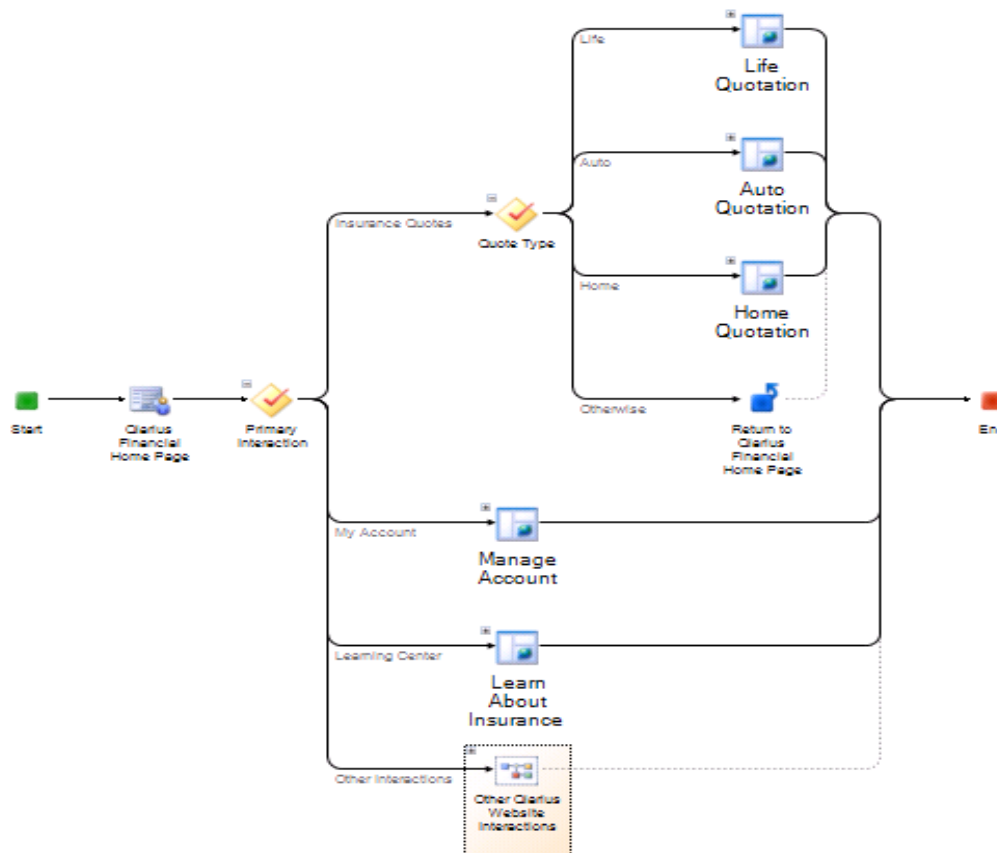 Life
Life
Quotation
Auto
Auto
Quotation
Insurance Quotes
Quote Type
Home
Home
Quotation
Otherwise
Return to
Qlarius
Financial
Home Page
Start
Qlarius
Financial
Home Page
Primary
Interaction
En
My Account
Manage
Account
Learning Center
Learn
About
Insurance
Other Interactions
Other Qlarius
Website
Interactions